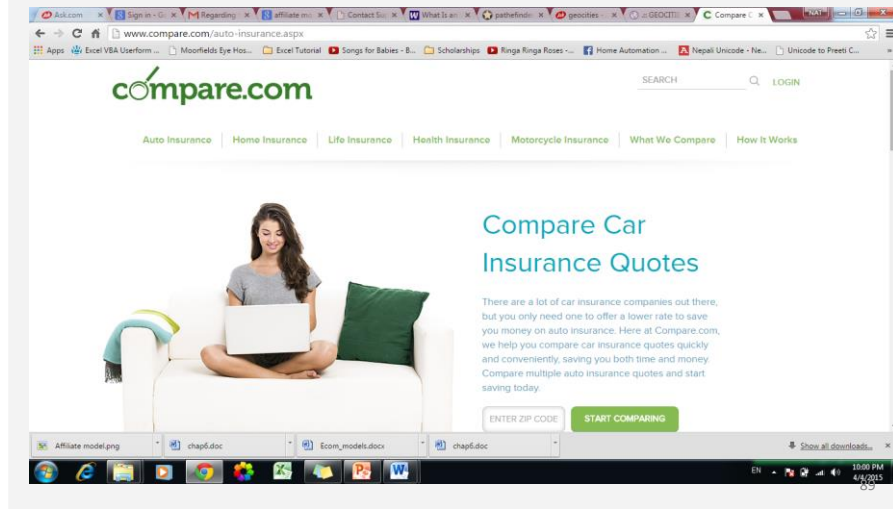 Ask.com
Sign in - Go
M Regarding:
affiliate mo
Contact Su
What Is an
pathefinde
geocities -
.:: GEOCITIE
Compare C
NAT
www.compare.com/auto-insurance.aspx
Apps Excel VBA Userform ... Moorfields Eye Hos... Excel Tutorial Songs for Babies - B... Scholarships Ringa Ringa Roses -... Home Automation ... Nepali Unicode - Ne... Unicode to Preeti C...
compare.com
SEARCH LOGIN
Auto Insurance Home Insurance Life Insurance Health Insurance Motorcycle Insurance What We Compare How It Works
Compare Car
Insurance Quotes
There are a lot of car insurance companies out there,
but you only need one to offer a lower rate to save
you money on auto insurance. Here at Compare.com,
we help you compare car insurance quotes quickly
and conveniently, saving you both time and money.
Compare multiple auto insurance quotes and start
saving today.
ENTER ZIP CODE START COMPARING
Affiliate model.png chap6.doc Ecom_models.docx chap6.doc Show all downloads...
EN 10:00 PM
4/4/2015
89